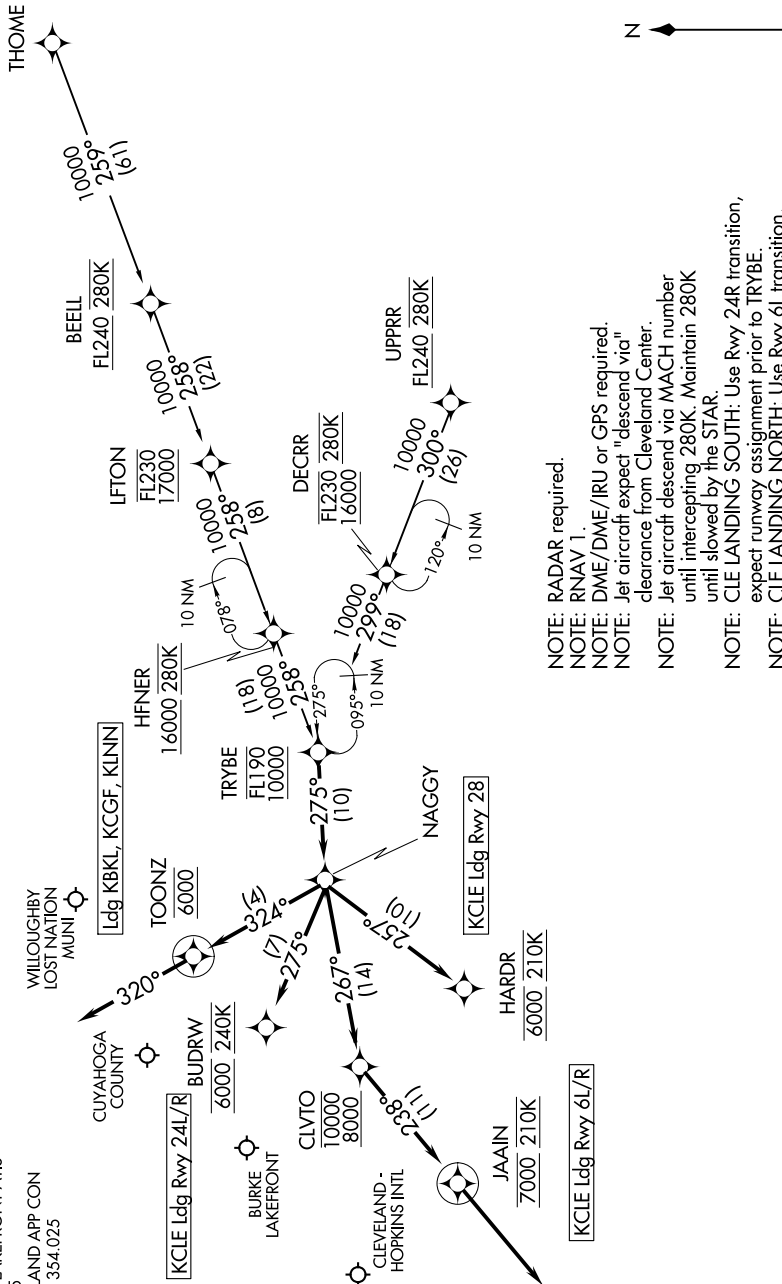 THOME
N
10000
259°
(61)
BEELL
FL240 280K
10000
258°
(22)
UPPRR
FL240 280K
LFTON
FL230
17000
10000
258°
(8)
DECRR
FL230 280K
16000
10000
300°
(26)
120°
10 NM
10 NM
078°
HFNER
16000 280K
10000
299°
(18)
(18)
10000
258°
275°
095°
10 NM
TRYBE
FL190
10000
275°
(10)
NAGGY
Ldg KBKL, KCGF, KLNN
TOONZ
6000
(4)
324°
320°
WILLOUGHBY
LOST NATION
MUNI
CUYAHOGA
COUNTY
(7)
275°
BUDRW
6000 240K
KCLE Ldg Rwy 24L/R
BURKE
LAKEFRONT
267°
(14)
257°
(10)
KCLE Ldg Rwy 28
HARDR
6000 210K
CLVTO
10000
8000
238°
(11)
JAAIN
7000 210K
KCLE Ldg Rwy 6L/R
CLEVELAND -
HOPKINS INTL
LAND APP CON
354.025
NOTE: RADAR required.
NOTE: RNAV 1.
NOTE: DME/DME/IRU or GPS required.
NOTE: Jet aircraft expect "descend via"
clearance from Cleveland Center.
NOTE: Jet aircraft descend via MACH number
until intercepting 280K. Maintain 280K
until slowed by the STAR.
NOTE: CLE LANDING SOUTH: Use Rwy 24R transition,
expect runway assignment prior to TRYBE.
NOTE: CLE LANDING NORTH: Use Rwy 6L transition,